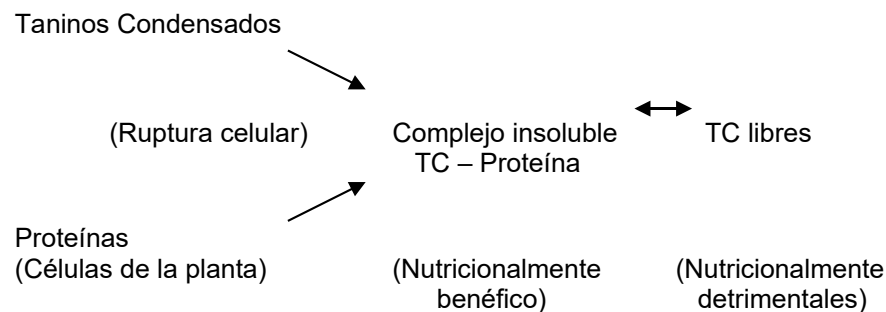 Taninos Condensados
(Ruptura celular) Complejo insoluble TC libres
TC – Proteína
Proteínas
(Células de la planta) (Nutricionalmente (Nutricionalmente
benéfico) detrimentales)